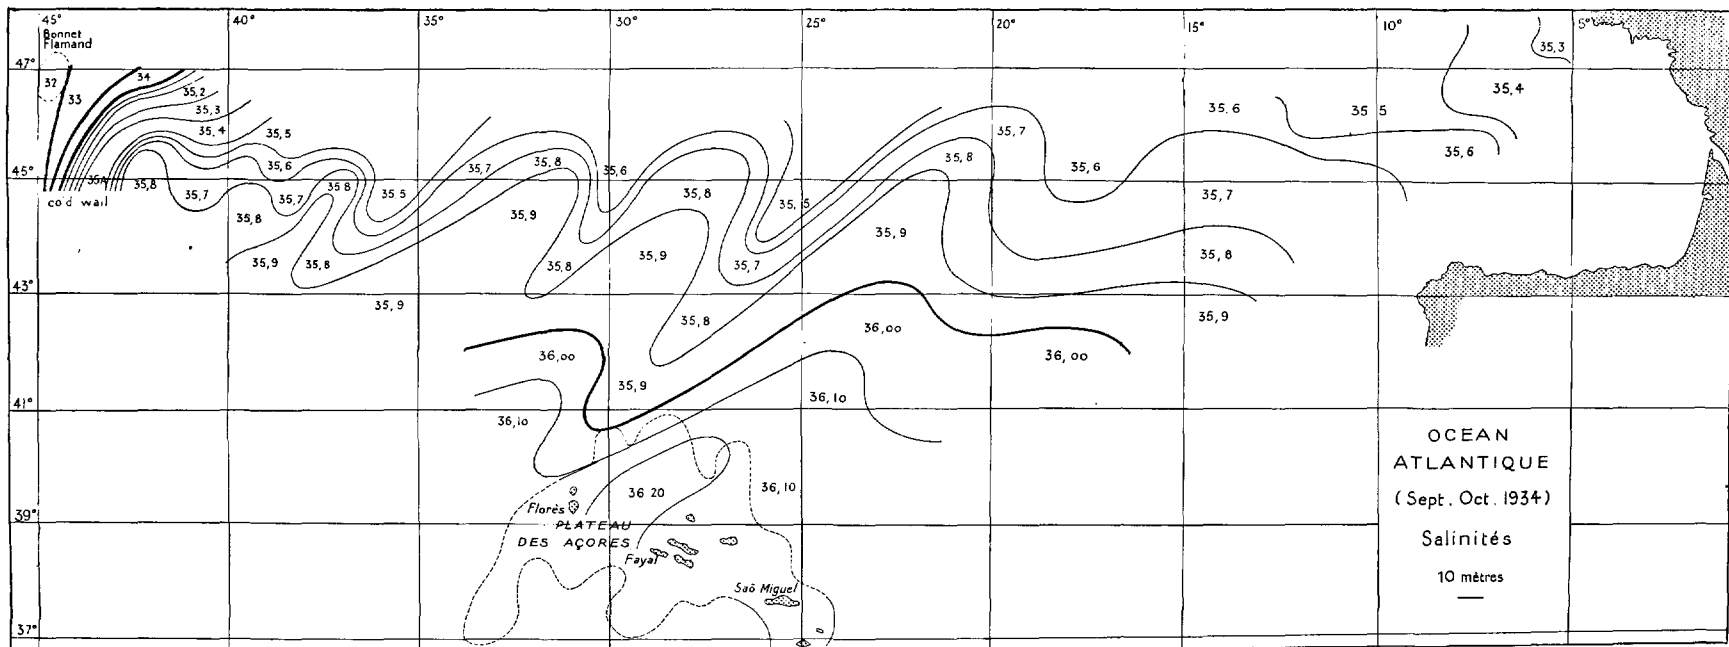 45° 40° 35° 30° 25° 20° 15° 10° 5°
Bonnet
Flamand
35,3
47°
32 34
33 35,2 35,4
35,3 35,6 35 5
35,4 35,5 35,7
35,6 35,7 35,8 35,6 35,8 35,6 35,6
45°
35,8 35,7 35,7 35 8 35,5 35,8 35,7
cold wall
35,8 35,9 35,9
35,9 35,8 35,8 35,9 35,7 35,8
43°
35,9 35,8 36,00 35,9
36,00 36,00
35,9
41°
36,10 36,10
OCEAN
ATLANTIQUE
(Sept. Oct. 1934)
Salinités
10 mètres
36 20 36,10
Florès
39°
PLATEAU
DES AÇORES
Fayal
Saõ Miguel
37°